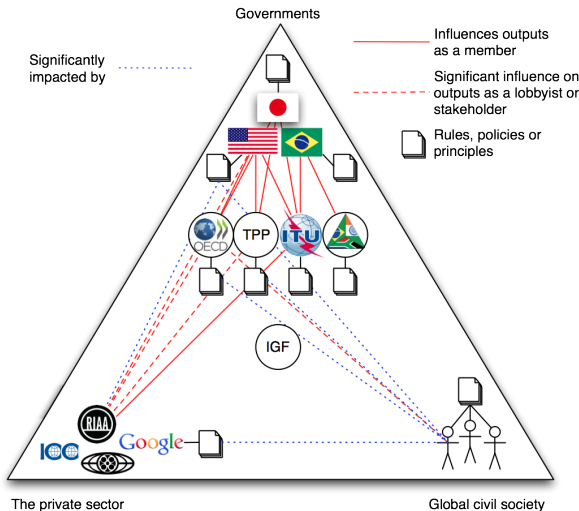 Governments
Significantly
impacted by
Influences outputs
as a member
Significant influence on
outputs as a lobbyist or
stakeholder
Rules, policies or
principles
OECD
TPP
ITU
IGF
RIAA
ICC
Google
The private sector
Global civil society